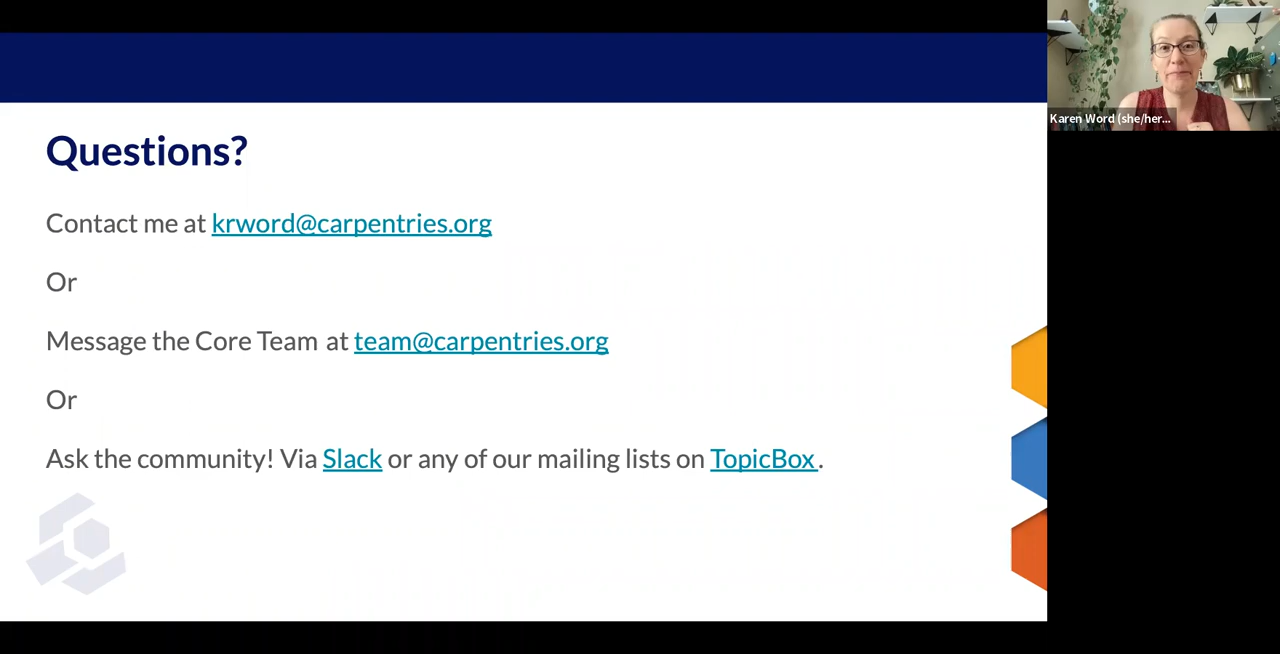 Karen Word (she/her...
Questions?
Contact me at krword@carpentries.org
Or
Message the Core Team at team@carpentries.org
Or
Ask the community! Via Slack or any of our mailing lists on TopicBox .